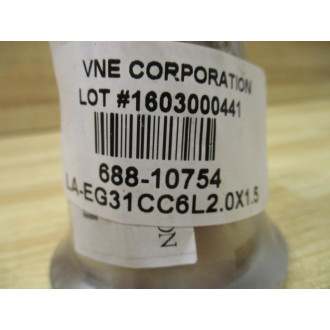 VNE CORPORATION
LOT #1603000441
688-10754
LA-EG31CC6L2.0X1.5